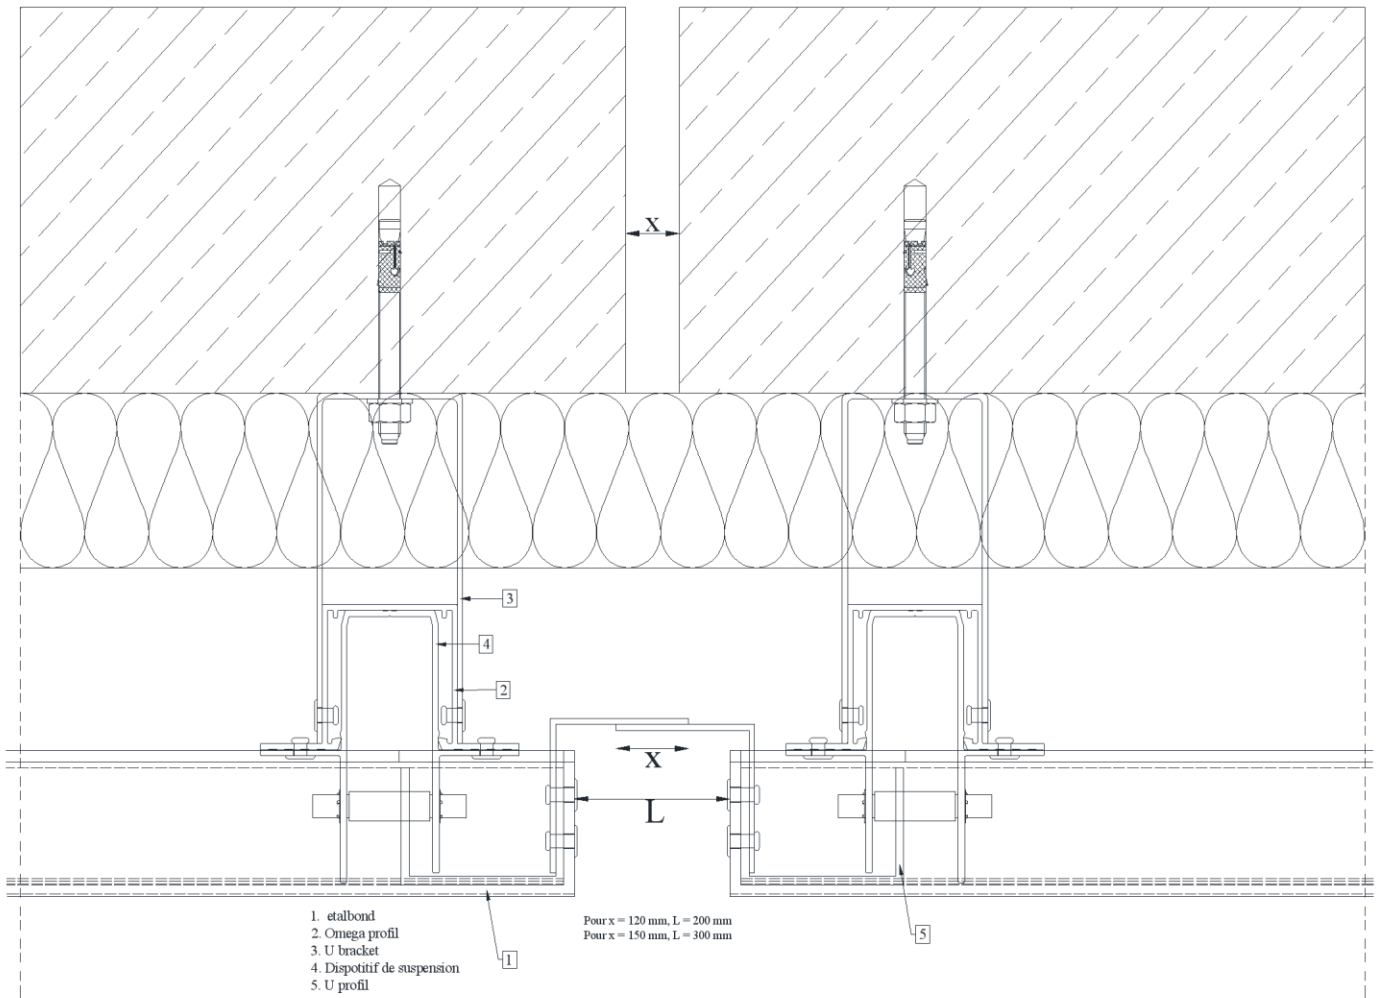 X
3
4
2
X
L
1. etalbond
2. Omega profil
3. U bracket
4. Dispotitif de suspension
5. U profil
Pour x = 120 mm, L = 200 mm
Pour x = 150 mm, L = 300 mm
1
5